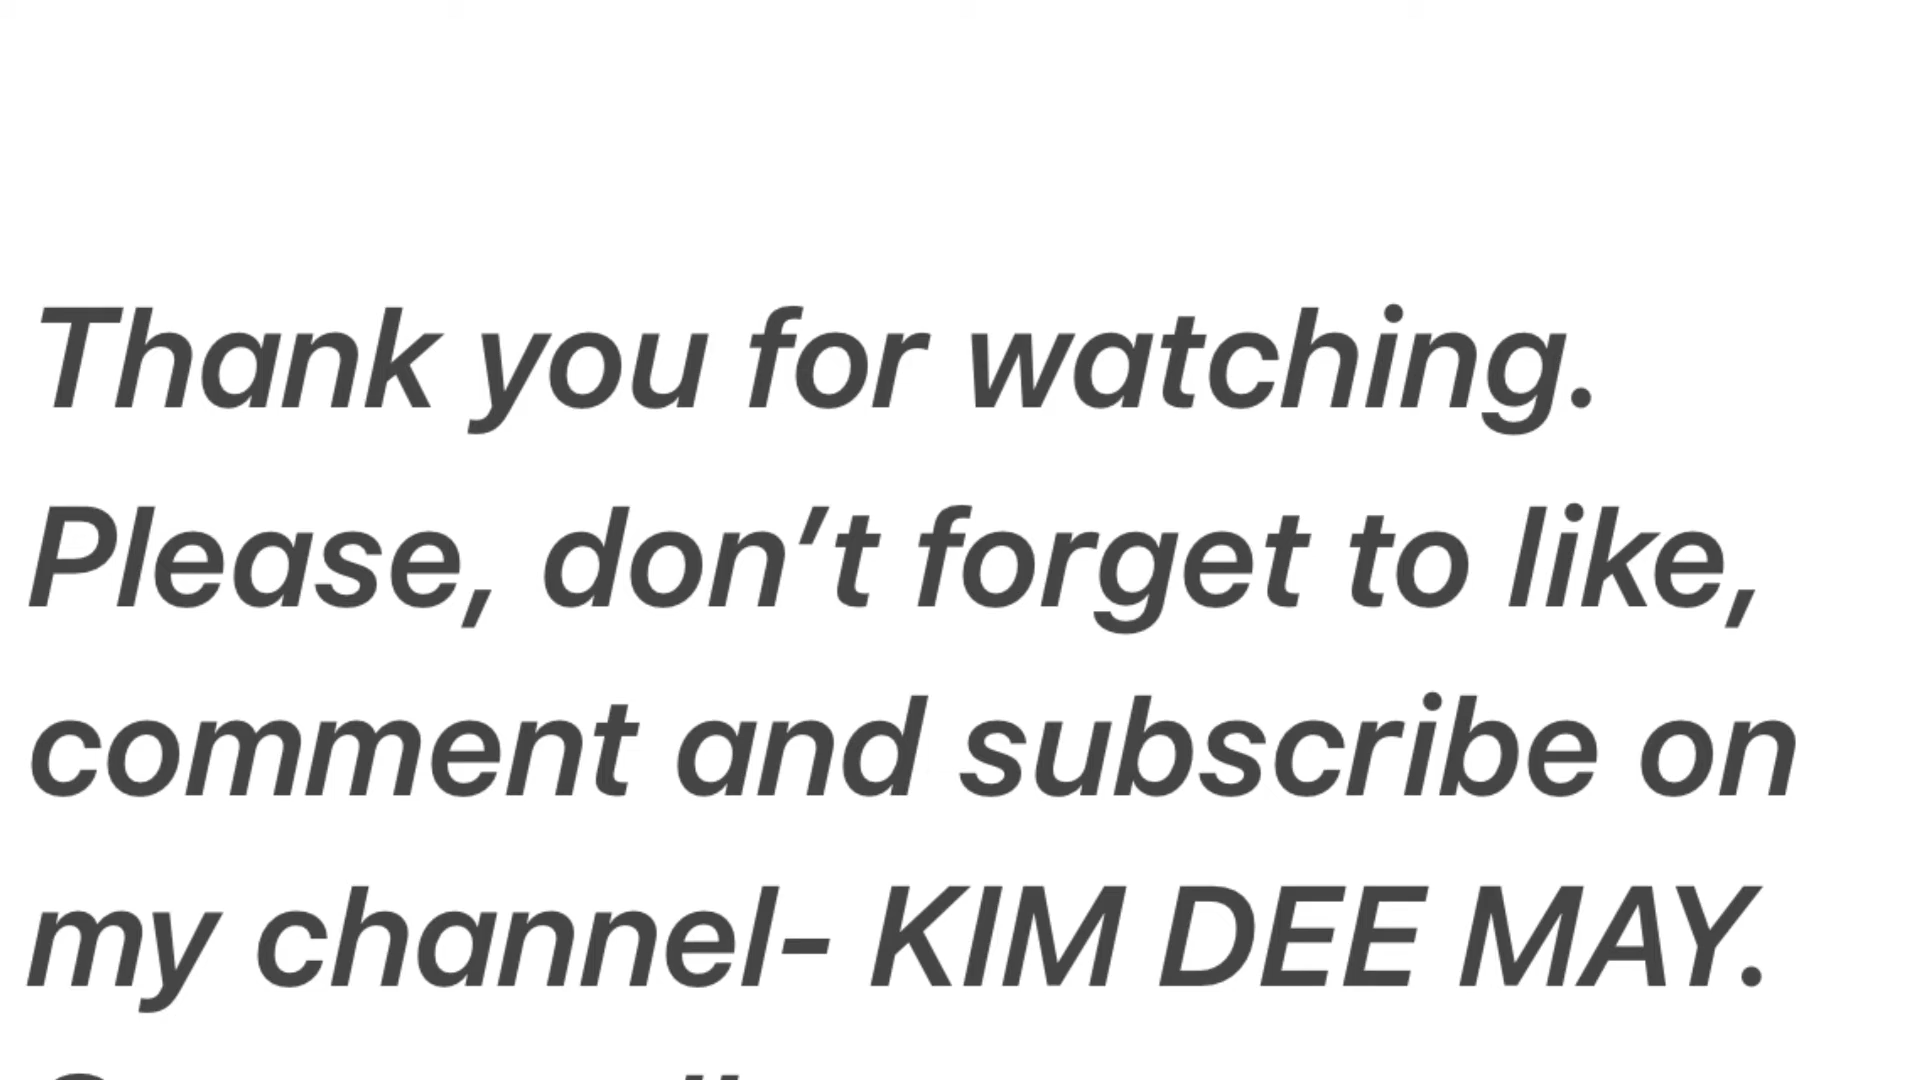 Thank you for watching.
Please, don’t forget to like,
comment and subscribe on
my channel- KIM DEE MAY.